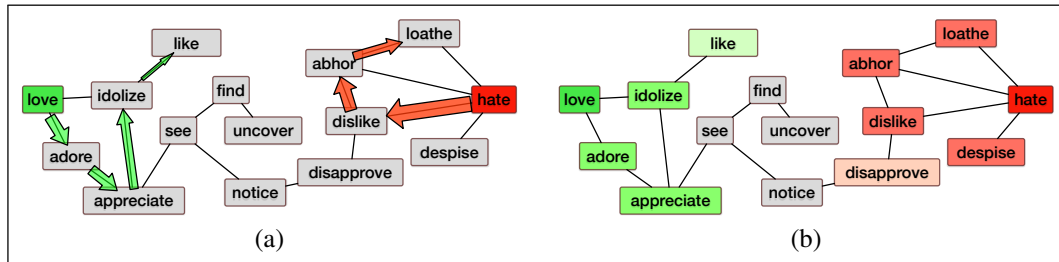 like
loathe
abhor
love
idolize
find
hate
see
uncover
dislike
adore
despise
disapprove
appreciate
notice
(a)
like
loathe
abhor
love
idolize
find
hate
see
uncover
dislike
adore
despise
disapprove
appreciate
notice
(b)